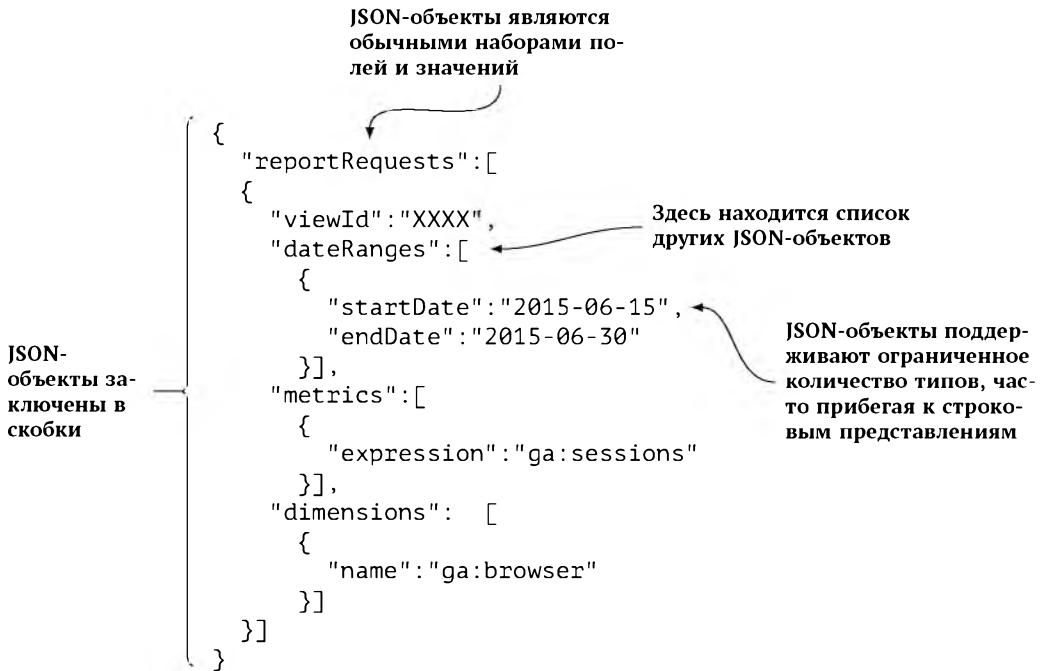 JSON-объекты являются
обычными наборами по-
лей и значений
{
"reportRequests":[
{
"viewId":"XXXX",
"dateRanges":[
{
"startDate":"2015-06-15",
"endDate":"2015-06-30"
}],
"metrics":[
{
"expression":"ga:sessions"
}],
"dimensions":  [
{
"name":"ga:browser"
}]
}]
}
Здесь находится список
других JSON-объектов
JSON-объекты поддер-
живают ограниченное
количество типов, час-
то прибегая к строко-
вым представлениям
JSON-
объекты за-
ключены в
скобки